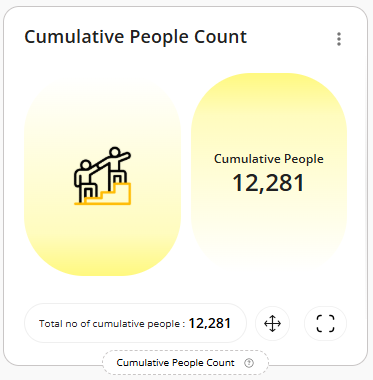 Cumulative People Count
Cumulative People
12,281
Total no of cumulative people : 12,281
Cumulative People Count ?